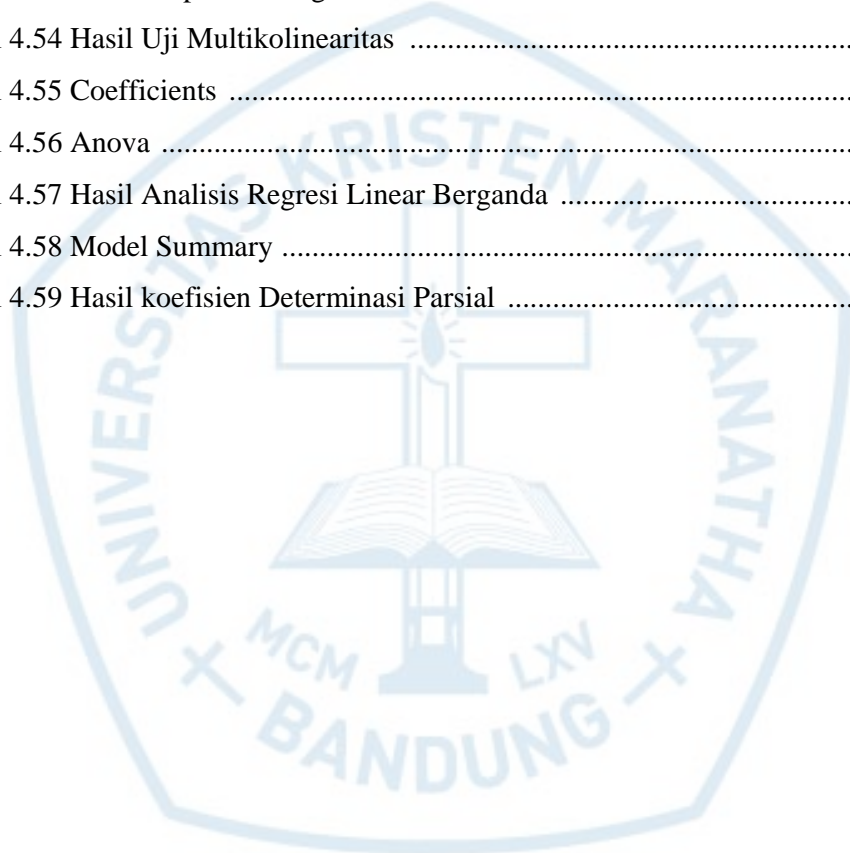 4.54 Hasil Uji Multikolinearitas ....................................................................
4.55 Coefficients ...............................................................................................
4.56 Anova .........................................................................................................
4.57 Hasil Analisis Regresi Linear Berganda ............................................
4.58 Model Summary .......................................................................................
4.59 Hasil koefisien Determinasi Parsial ...................................................
UNIVERSITAS KRISTEN MARANATHA
MCM LXV
BANDUNG